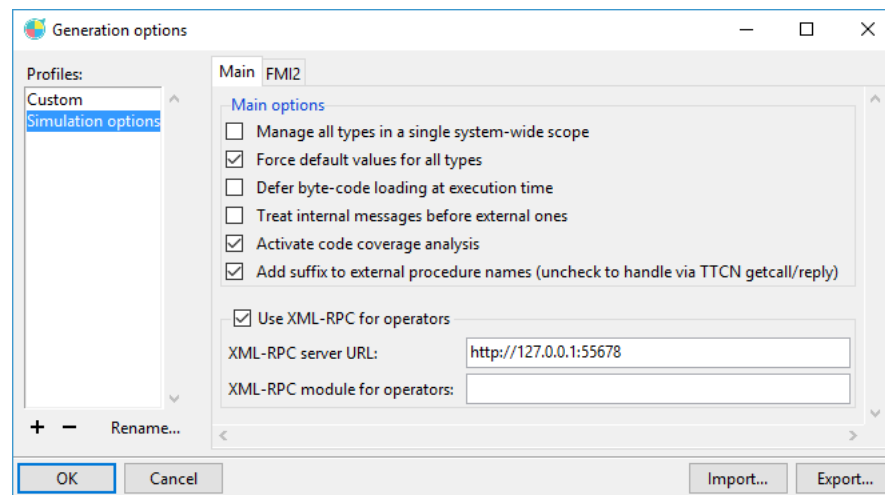 Generation options
Profiles:
Custom
Simulation options
Main FMI2
Main options
Manage all types in a single system-wide scope
Force default values for all types
Defer byte-code loading at execution time
Treat internal messages before external ones
Activate code coverage analysis
Add suffix to external procedure names (uncheck to handle via TTCN getcall/reply)
Use XML-RPC for operators
XML-RPC server URL: http://127.0.0.1:55678
XML-RPC module for operators:
+ − Rename...
OK Cancel Import... Export...